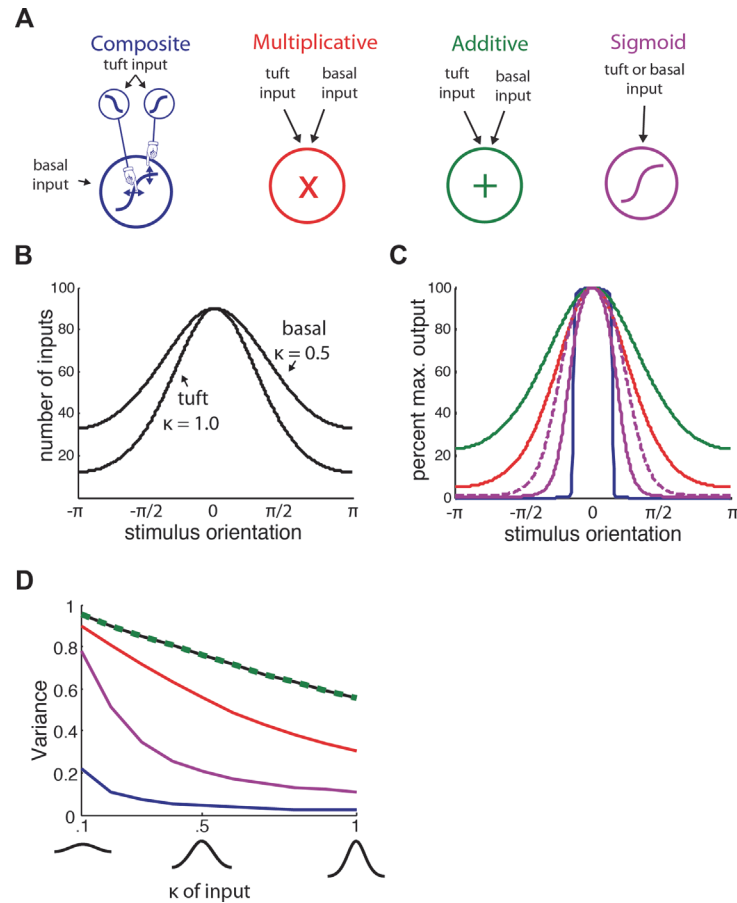 A
Composite
Multiplicative
Additive
Sigmoid
tuft input
tuft
input
basal
input
tuft
input
basal
input
tuft or basal
input
basal
input
X
+
B
100
80
60
40
20
number of inputs
basal
κ = 0.5
tuft
κ = 1.0
-π
-π/2
0
π/2
π
stimulus orientation
C
100
80
60
40
20
0
percent max. output
-π
-π/2
0
π/2
π
stimulus orientation
D
1
0.8
0.6
0.4
0.2
0
Variance
.1
.5
1
κ of input